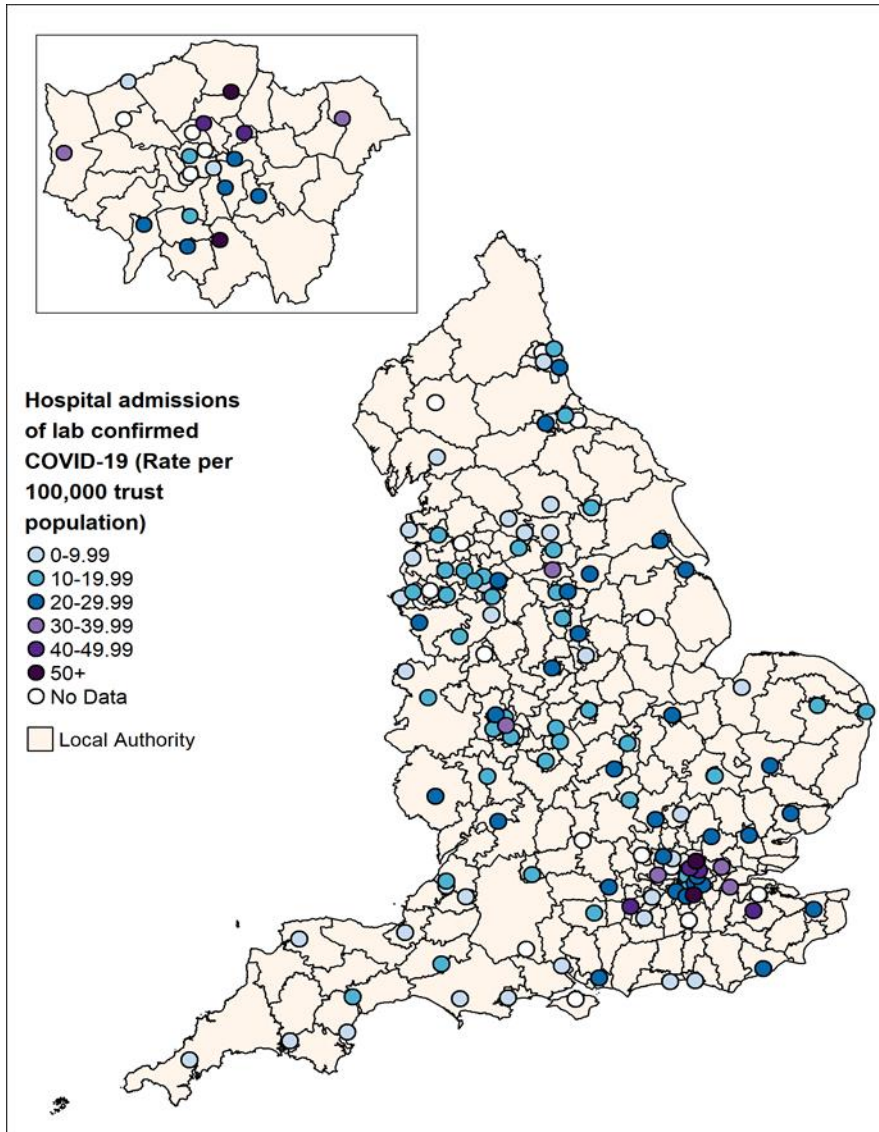 Hospital admissions
of lab confirmed
COVID-19 (Rate per
100,000 trust
population)
0-9.99
10-19.99
20-29.99
30-39.99
40-49.99
50+
No Data
Local Authority